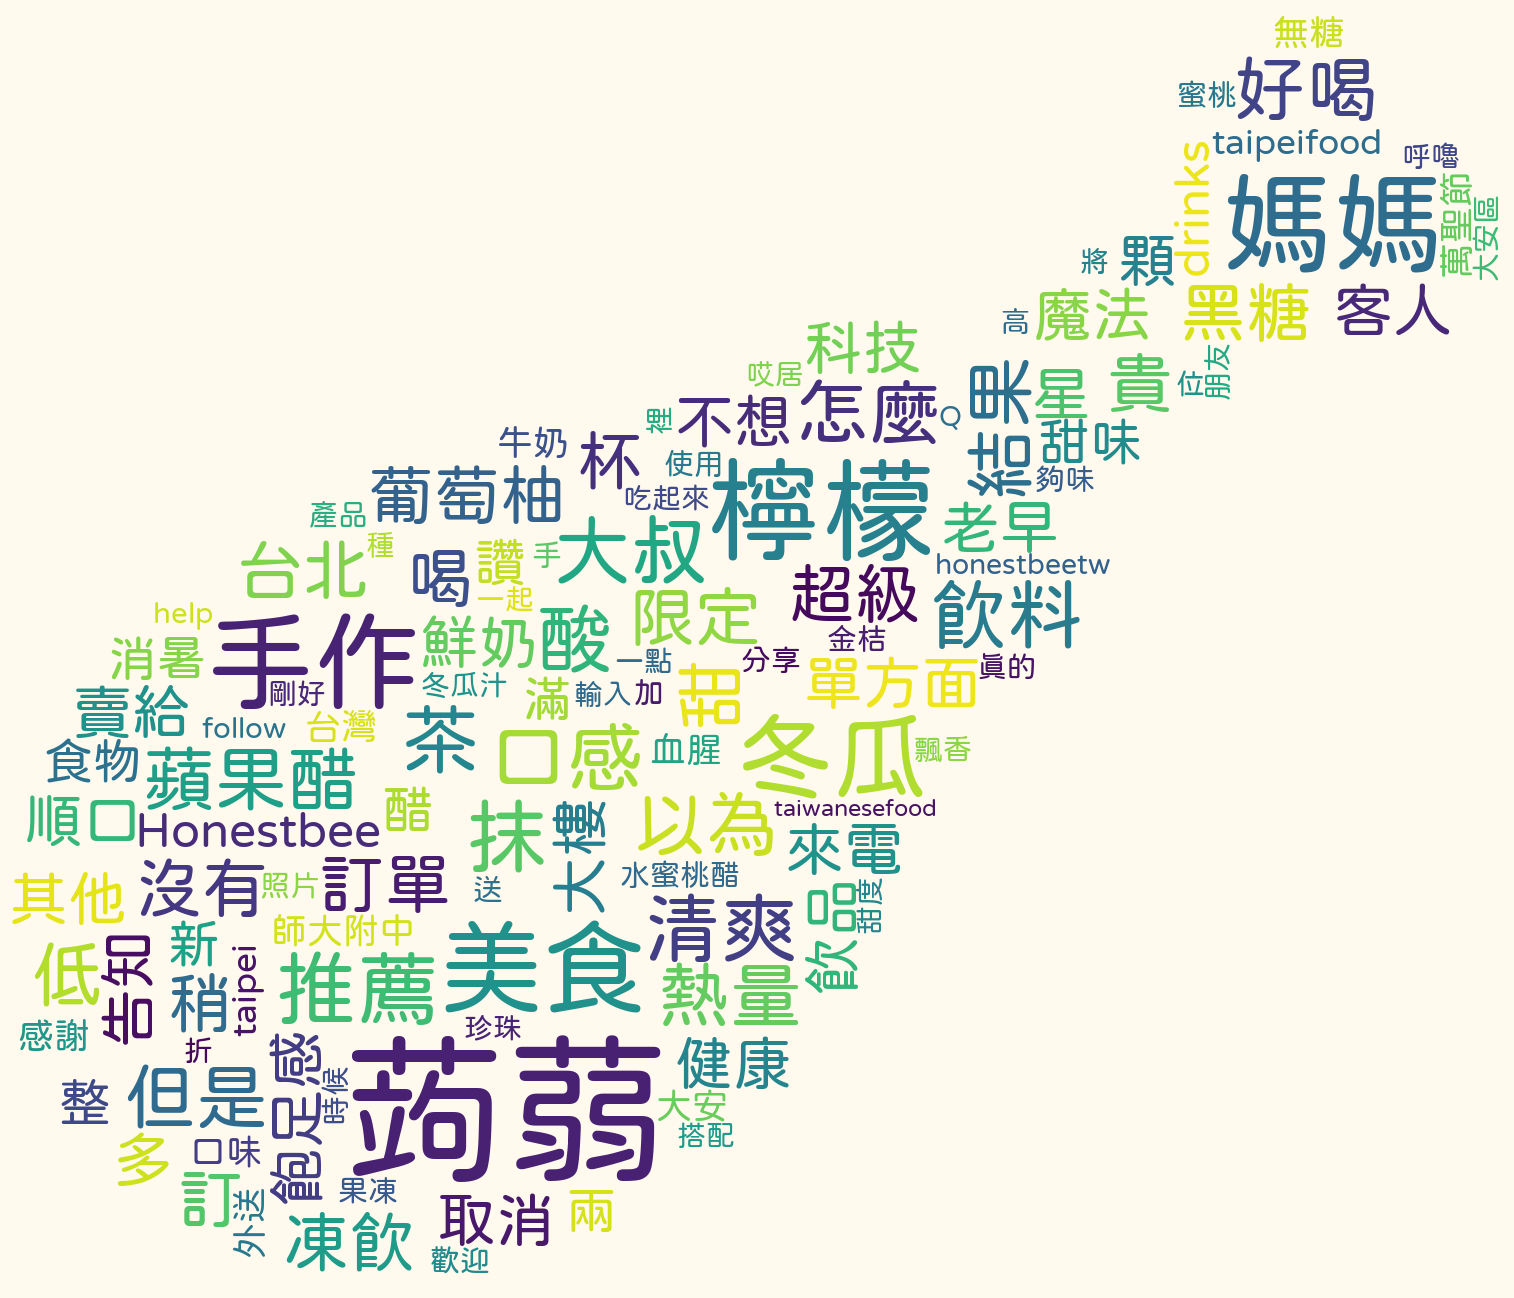 無糖
蜜桃
好喝
taipeifood
呼嚕
drinks
媽媽
萬聖節
大安區
將
顆
高
魔法
黑糖
客人
科技
哎居
怎麼
結果
星
貴
位
朋友
裡
不想
Q
甜味
牛奶
杯
使用
夠味
葡萄柚
吃起來
檸檬
老早
產品
種
台北
喝
讚
手
大叔
honestbeetw
一起
超級
飲料
help
消暑
手作
鮮奶
酸
限定
金桔
一點
分享
單方面
真的
剛好
冬瓜汁
滿
輸入
加
甜
賣給
follow
台灣
茶
口感
血腥
冬瓜
飄香
食物
蘋果醋
順口
Honestbee
醋
抹
大樓
以為
taiwanesefood
來電
其他
沒有
照片
訂單
送
水蜜桃醋
飲品
甜度
師大附中
清爽
新
低
告知
稍
taipei
推薦
美食
熱量
感謝
折
珍珠
飽足感
時候
蒟蒻
健康
整
但是
大安
搭配
多
口味
訂
外送
果凍
凍飲
取消
兩
歡迎